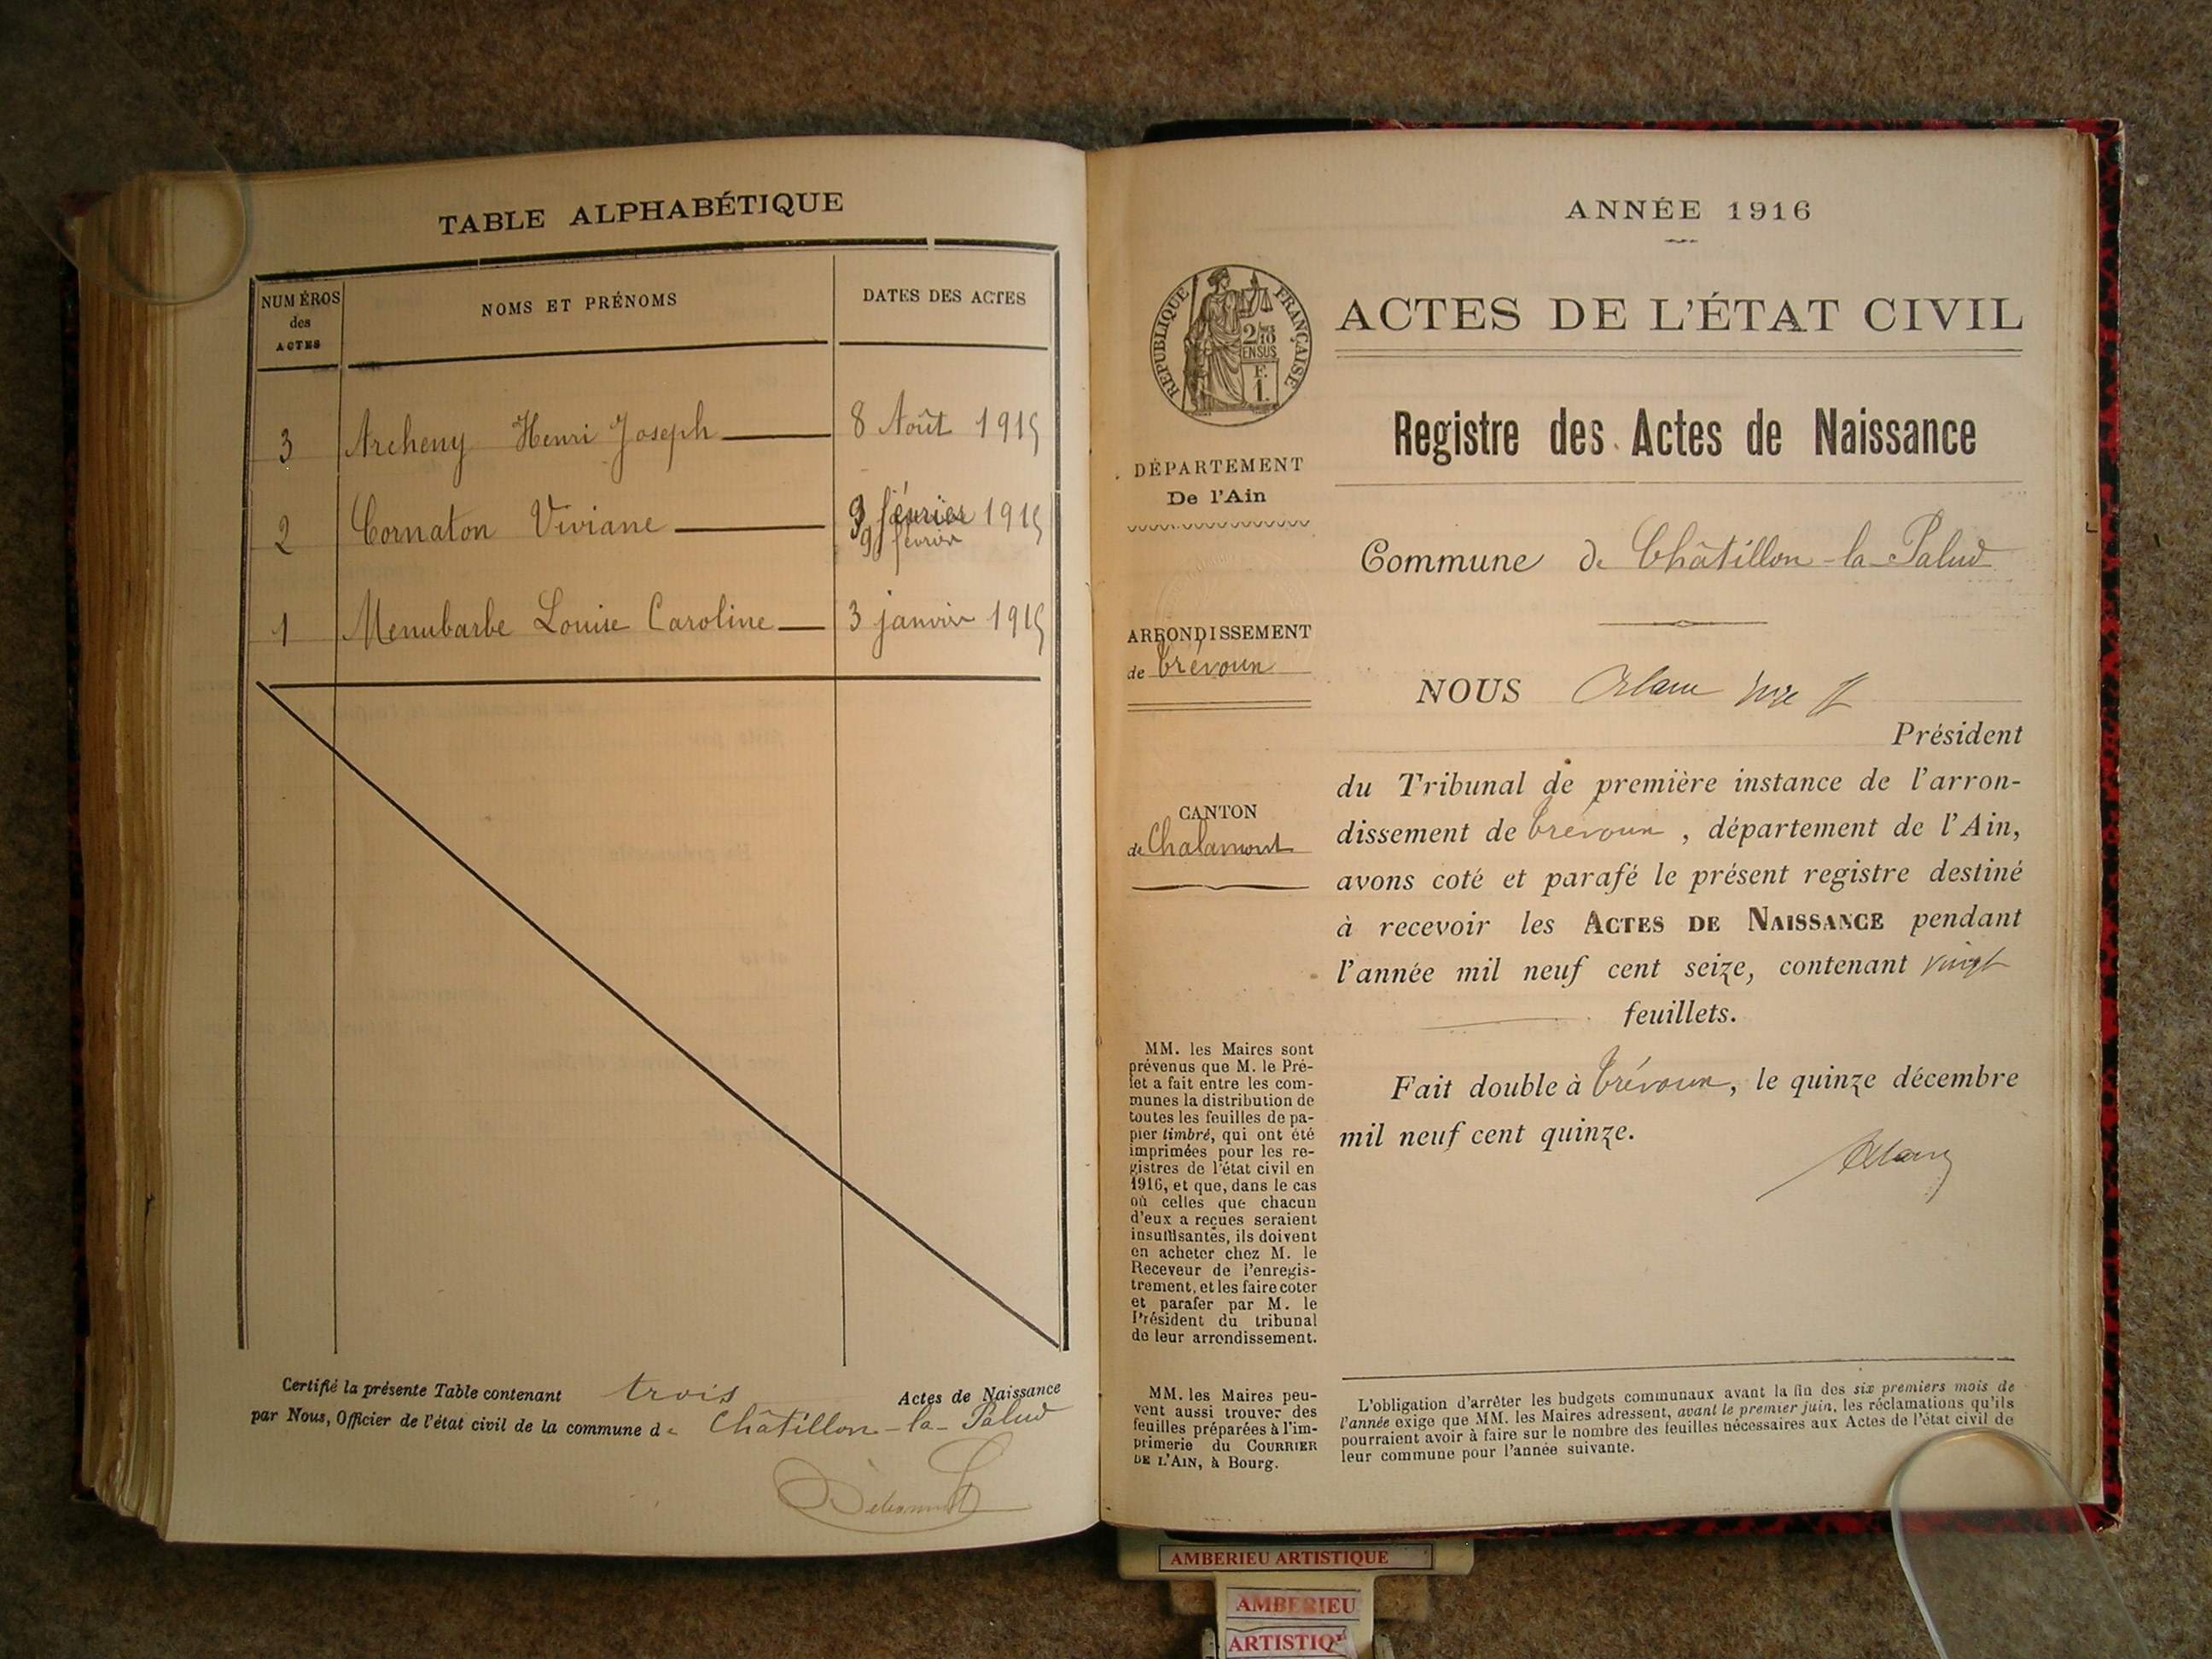 TABLE ALPHABÉTIQUE
NUMÉROS
des
ACTES
NOMS ET PRÉNOMS
DATES DES ACTES
3 Archeny Henri Joseph 8 Août 1915
2 Cornaton Viviane 9 février 1915
9 février
1 Menubarbe Louise Caroline 3 janvier 1915
Certifié la présente Table contenant trois Actes de Naissance
par Nous, Officier de l'état civil de la commune de Châtillon-la-Palud
ANNÉE 1916
RÉPUBLIQUE FRANÇAISE
2/10
EN SUS
F.
1.
ACTES DE L'ÉTAT CIVIL
Registre des Actes de Naissance
DÉPARTEMENT
De l'Ain
Commune de Châtillon-la-Palud
ARRONDISSEMENT
de Trévoux
NOUS
Président
du Tribunal de première instance de l'arron-
dissement de Trévoux, département de l'Ain,
avons coté et parafé le présent registre destiné
à recevoir les ACTES DE NAISSANCE pendant
l'année mil neuf cent seize, contenant vingt
feuillets.
Fait double à Trévoux, le quinze décembre
mil neuf cent quinze.
CANTON
de Chalamont
MM. les Maires sont
prévenus que M. le Pré-
fet a fait entre les com-
munes la distribution de
toutes les feuilles de pa-
pier timbré, qui ont été
imprimées pour les re-
gistres de l'état civil en
1916, et que, dans le cas
où celles que chacun
d'eux a reçues seraient
insuffisantes, ils doivent
en acheter chez M. le
Receveur de l'enregis-
trement, et les faire coter
et parafer par M. le
Président du tribunal
de leur arrondissement.
MM. les Maires peu-
vent aussi trouver des
feuilles préparées à l'im-
primerie du COURRIER
DE L'AIN, à Bourg.
L'obligation d'arrêter les budgets communaux avant la fin des six premiers mois de
l'année exige que MM. les Maires adressent, avant le premier juin, les réclamations qu'ils
pourraient avoir à faire sur le nombre des feuilles nécessaires aux Actes de l'état civil de
leur commune pour l'année suivante.
AMBERIEU ARTISTIQUE
AMBERIEU
ARTISTIQ